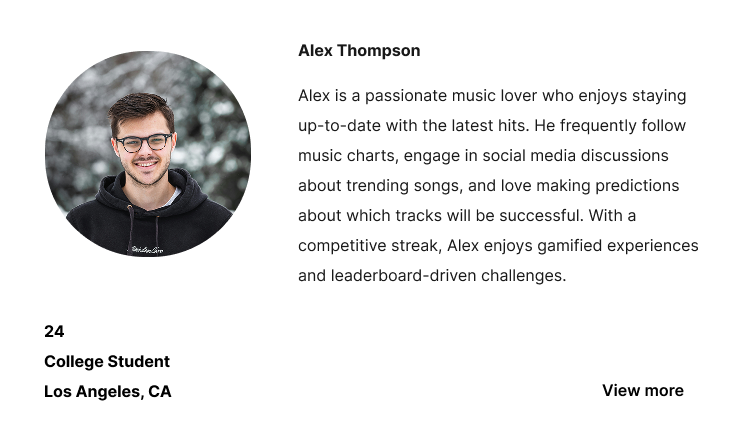 Alex Thompson
Alex is a passionate music lover who enjoys staying
up-to-date with the latest hits. He frequently follow
music charts, engage in social media discussions
about trending songs, and love making predictions
about which tracks will be successful. With a
competitive streak, Alex enjoys gamified experiences
and leaderboard-driven challenges.
24
College Student
Los Angeles, CA
View more